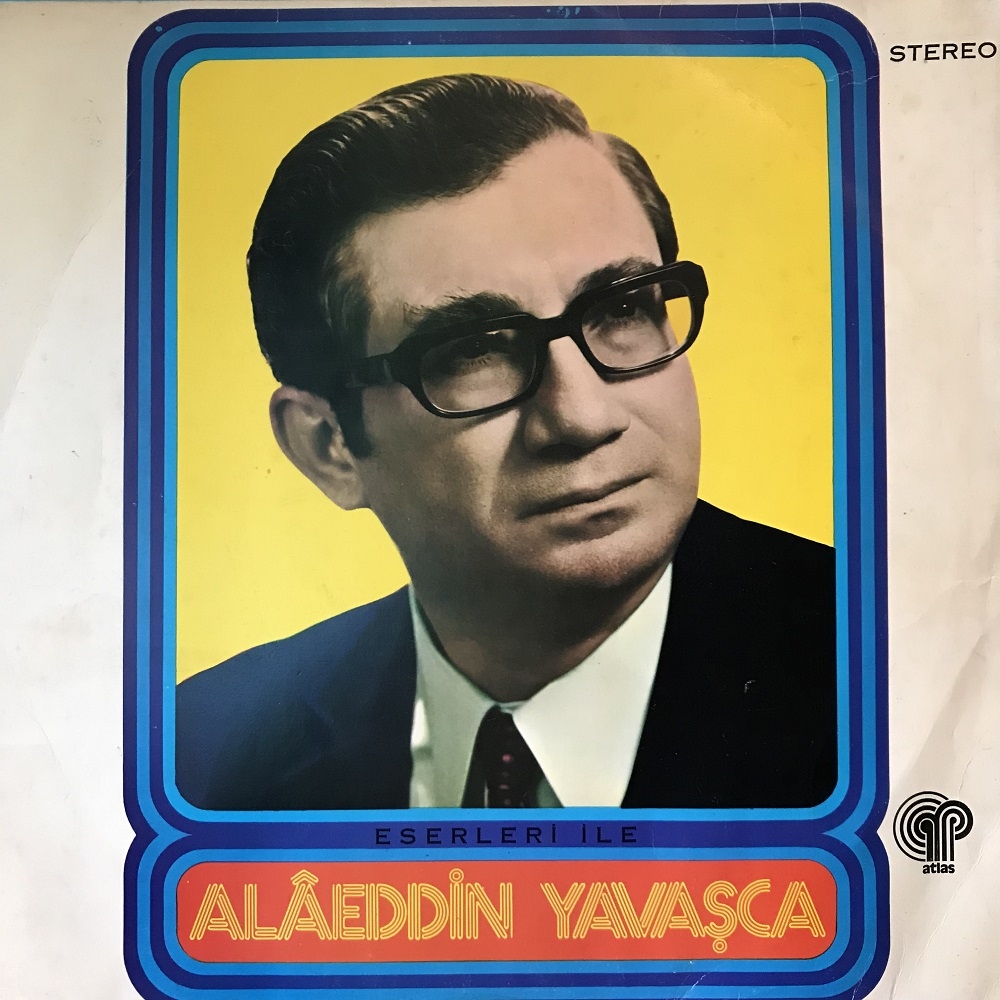 STEREO
ESERLERİ İLE
atlas
ALÂEDDİN YAVAŞCA